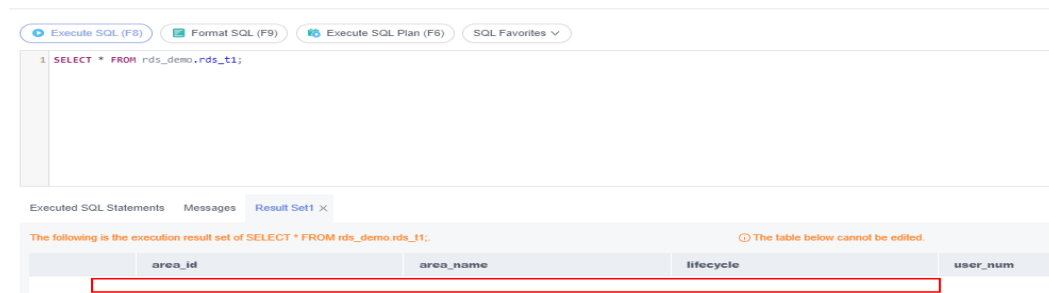 Execute SQL (F8) Format SQL (F9) Execute SQL Plan (F6) SQL Favorites
1 SELECT * FROM rds_demo.rds_t1;
Executed SQL Statements Messages Result Set1 ×
The following is the execution result set of SELECT * FROM rds_demo.rds_t1;. The table below cannot be edited.
area_id area_name lifecycle user_num